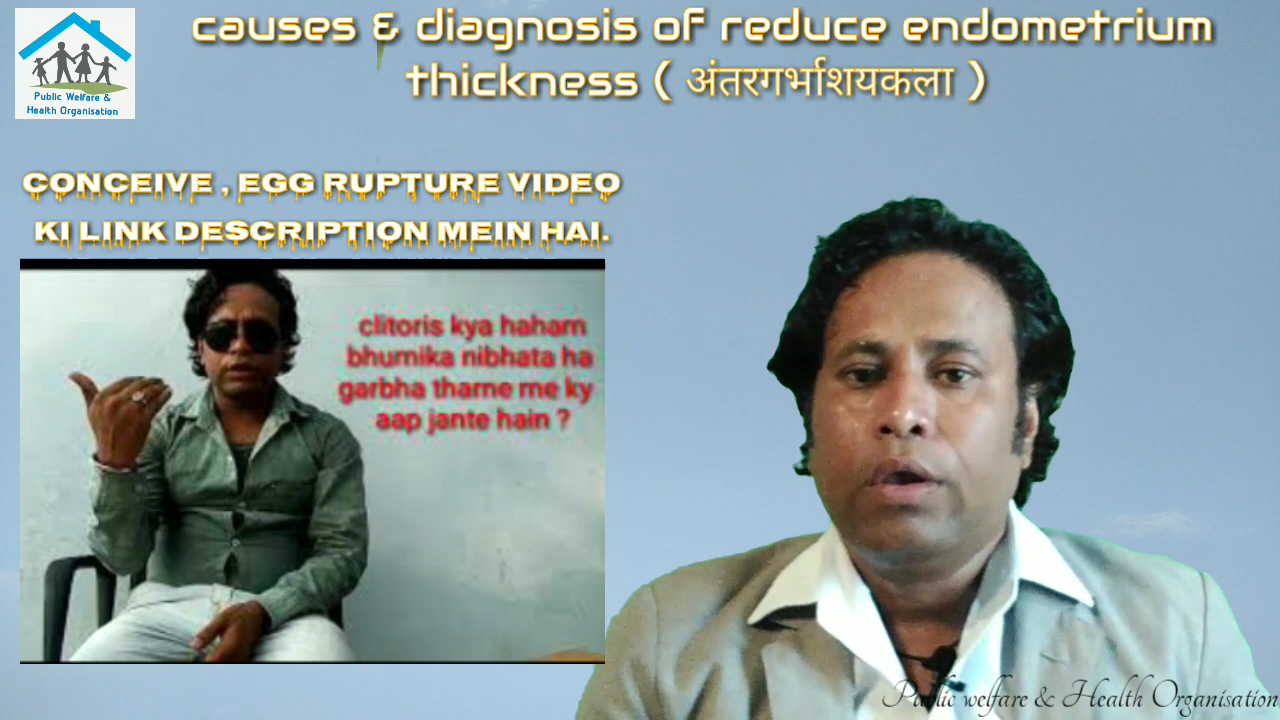 causes & diagnosis of reduce endometrium
thickness ( अंतरगर्भाशयकला )
Public Welfare &
Health Organisation
CONCEIVE , EGG RUPTURE VIDEO
KI LINK DESCRIPTION MEIN HAI.
clitoris kya haham
bhumika nibhata ha
garbha tharne me ky
aap jante hain ?
Public welfare & Health Organisation